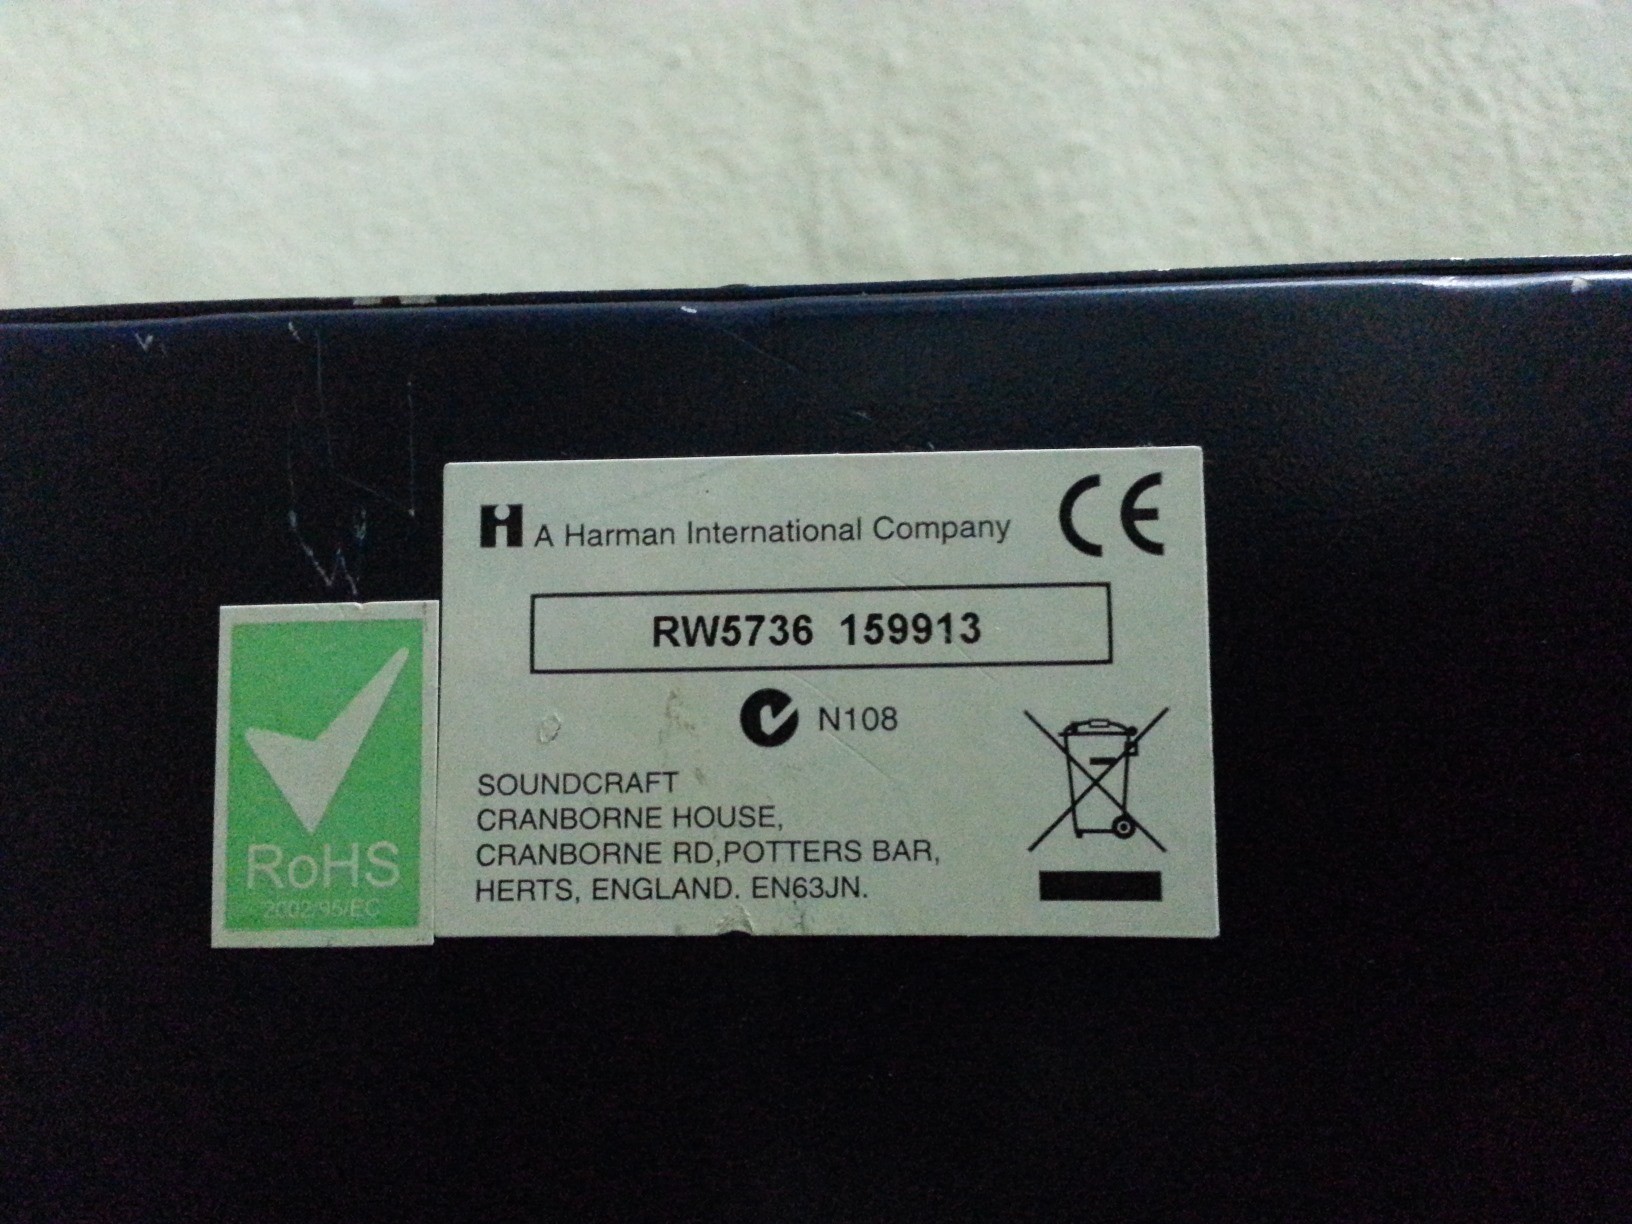 A Harman International Company
CE
RW5736 159913
N108
SOUNDCRAFT
CRANBORNE HOUSE,
CRANBORNE RD,POTTERS BAR,
HERTS, ENGLAND. EN63JN.
RoHS
2002/95/EC